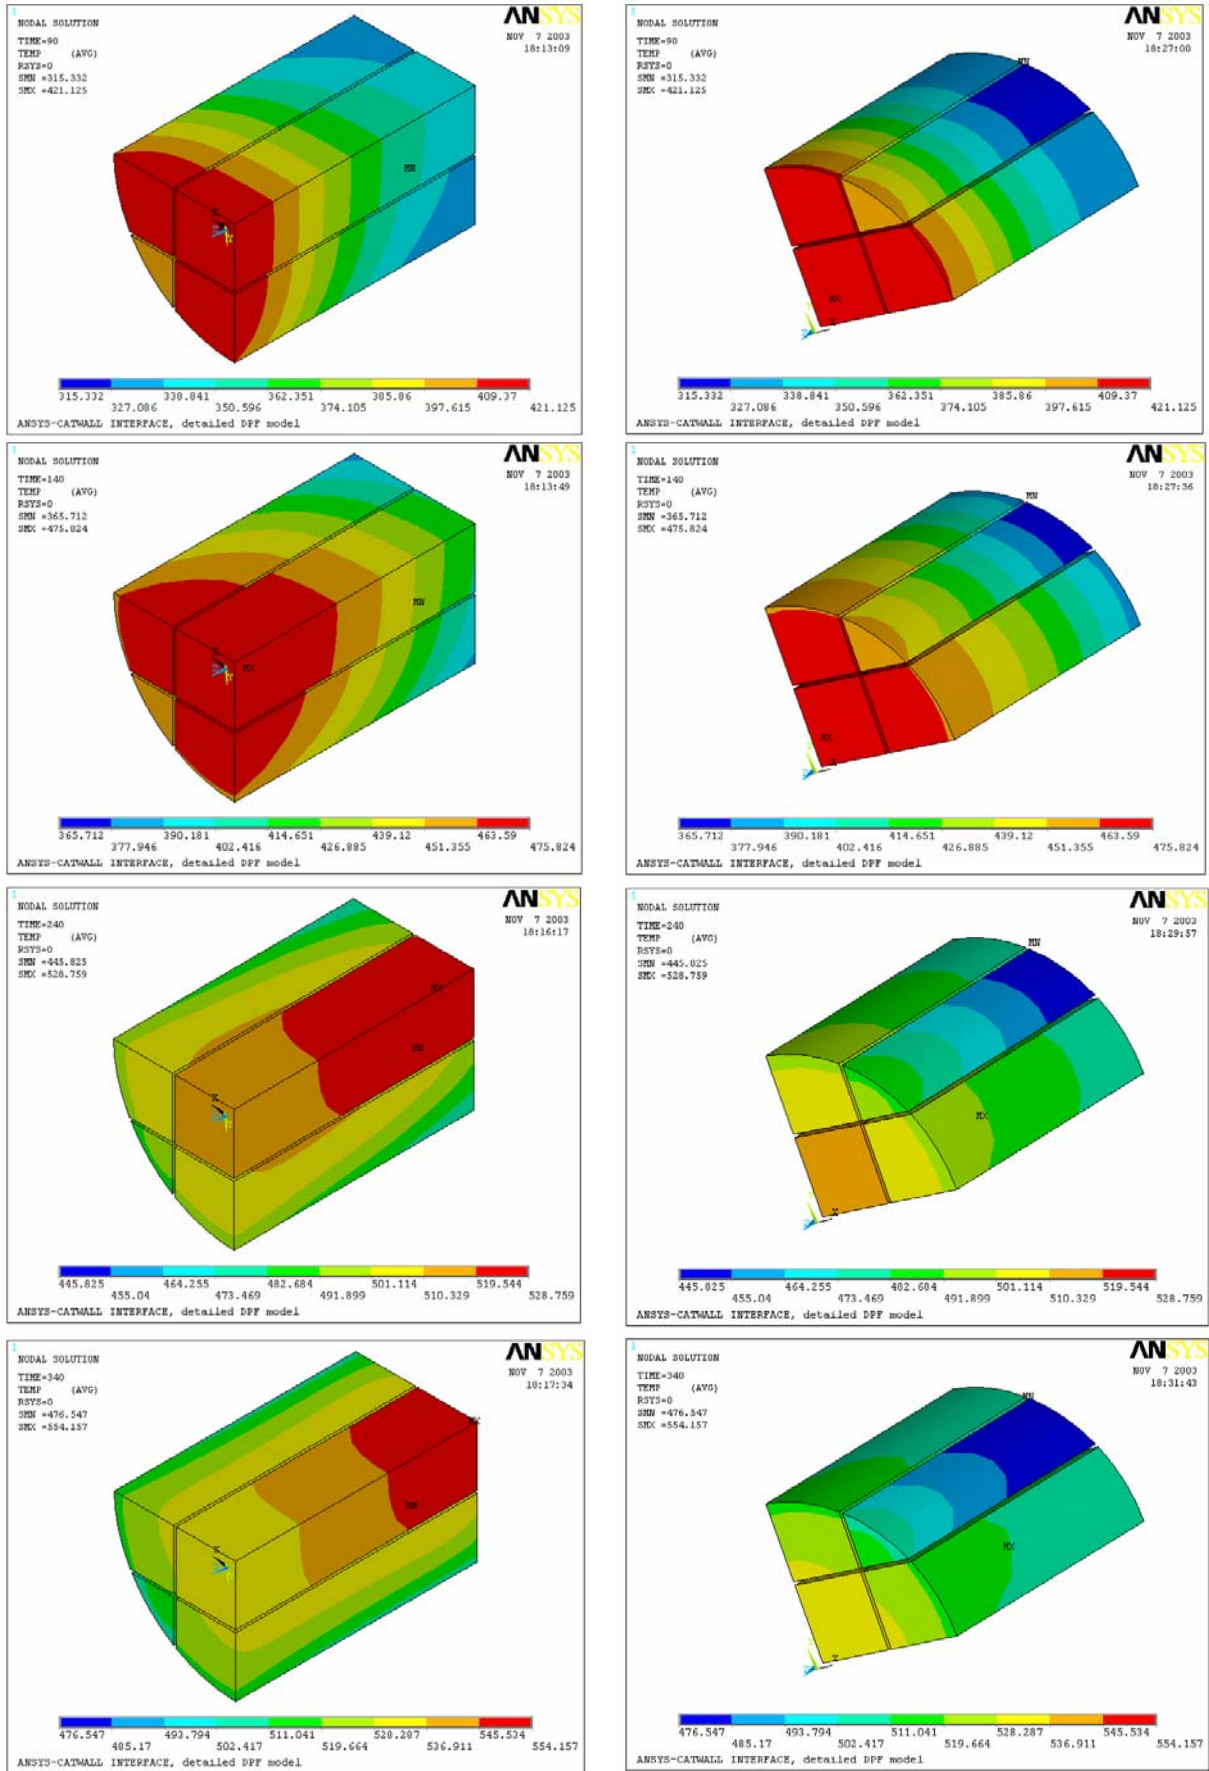 1
ANSYS
NODAL SOLUTION
NOV 7 2003
18:13:09
TIME=90
TEMP (AVG)
RSYS=0
SMN =315.332
SMX =421.125
MN
X
315.332 338.841 362.351 385.86 409.37
327.086 350.596 374.105 397.615 421.125
ANSYS-CATWALL INTERFACE, detailed DPF model
1
ANSYS
NODAL SOLUTION
NOV 7 2003
18:27:00
TIME=90
TEMP (AVG)
RSYS=0
SMN =315.332
SMX =421.125
MN
MX
315.332 338.841 362.351 385.86 409.37
327.086 350.596 374.105 397.615 421.125
ANSYS-CATWALL INTERFACE, detailed DPF model
1
ANSYS
NODAL SOLUTION
NOV 7 2003
18:13:49
TIME=140
TEMP (AVG)
RSYS=0
SMN =365.712
SMX =475.824
MN
X
MX
365.712 390.181 414.651 439.12 463.59
377.946 402.416 426.885 451.355 475.824
ANSYS-CATWALL INTERFACE, detailed DPF model
1
ANSYS
NODAL SOLUTION
NOV 7 2003
18:27:36
TIME=140
TEMP (AVG)
RSYS=0
SMN =365.712
SMX =475.824
MN
MX
X
365.712 390.181 414.651 439.12 463.59
377.946 402.416 426.885 451.355 475.824
ANSYS-CATWALL INTERFACE, detailed DPF model
1
ANSYS
NODAL SOLUTION
NOV 7 2003
18:16:17
TIME=240
TEMP (AVG)
RSYS=0
SMN =445.825
SMX =528.759
MX
MN
X
445.825 464.255 482.684 501.114 519.544
455.04 473.469 491.899 510.329 528.759
ANSYS-CATWALL INTERFACE, detailed DPF model
1
ANSYS
NODAL SOLUTION
NOV 7 2003
18:29:57
TIME=240
TEMP (AVG)
RSYS=0
SMN =445.825
SMX =528.759
MN
MX
X
445.825 464.255 482.684 501.114 519.544
455.04 473.469 491.899 510.329 528.759
ANSYS-CATWALL INTERFACE, detailed DPF model
1
ANSYS
NODAL SOLUTION
NOV 7 2003
18:17:34
TIME=340
TEMP (AVG)
RSYS=0
SMN =476.547
SMX =554.157
MX
MN
X
476.547 493.794 511.041 528.287 545.534
485.17 502.417 519.664 536.911 554.157
ANSYS-CATWALL INTERFACE, detailed DPF model
1
ANSYS
NODAL SOLUTION
NOV 7 2003
18:31:43
TIME=340
TEMP (AVG)
RSYS=0
SMN =476.547
SMX =554.157
MN
MX
X
476.547 493.794 511.041 528.287 545.534
485.17 502.417 519.664 536.911 554.157
ANSYS-CATWALL INTERFACE, detailed DPF model